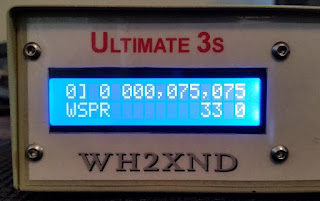 ULTIMATE 3S
0] 0 000,075,075
WSPR 33 0
WH2XND